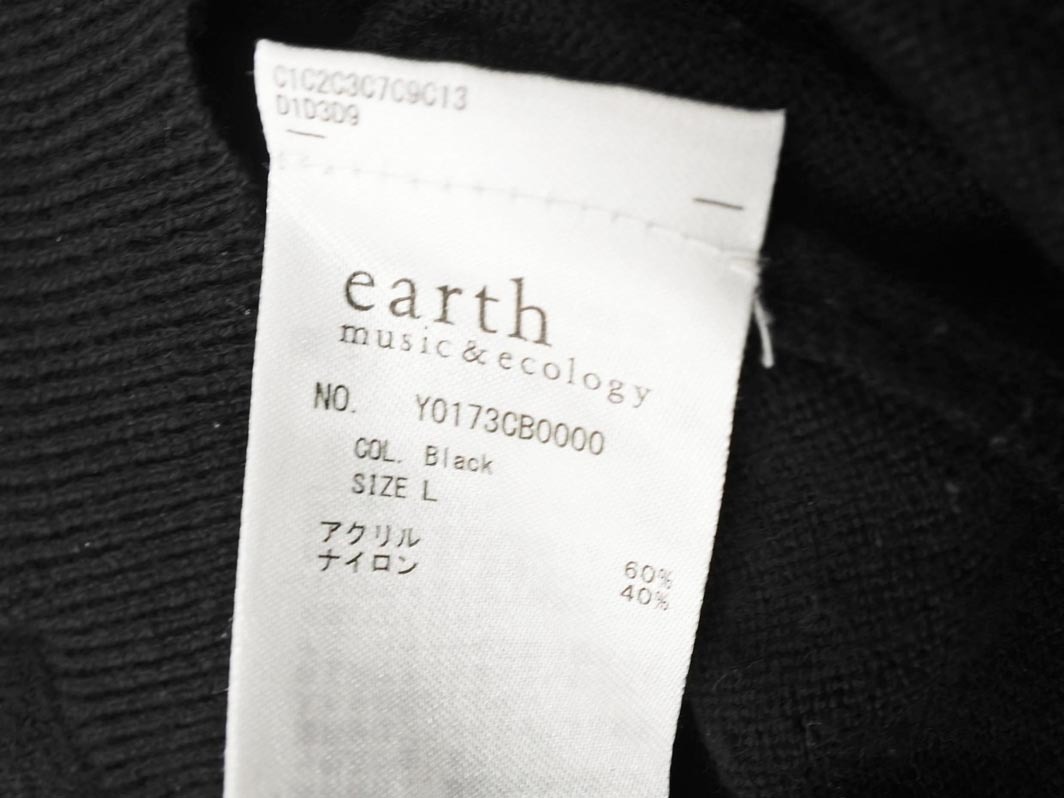 C1C2C3C7C9C13
D1D3D9
earth
music&ecology
NO. Y0173CB0000
COL. Black
SIZE L
アクリル 60%
ナイロン 40%